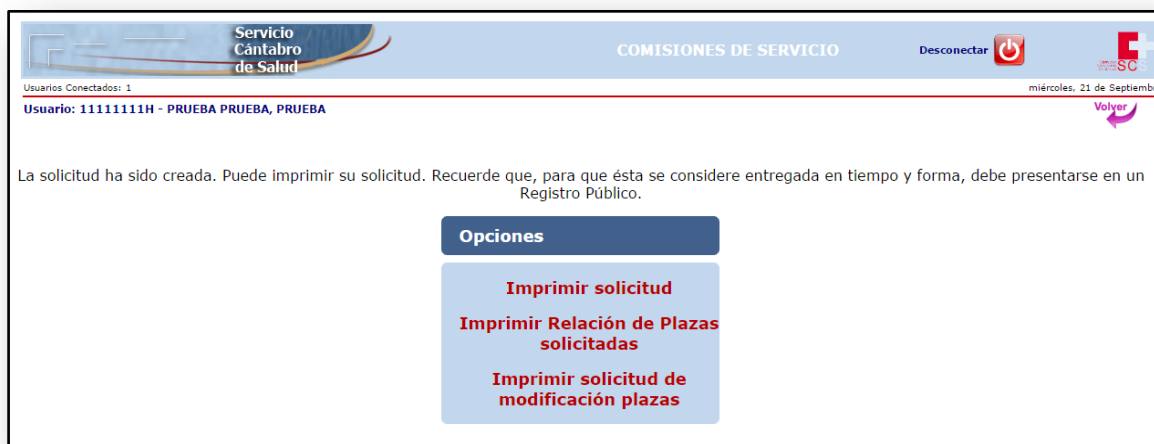 Servicio
Cántabro
de Salud
COMISIONES DE SERVICIO
Desconectar
SCS
Usuarios Conectados: 1
miércoles, 21 de Septiemb
Usuario: 11111111H - PRUEBA PRUEBA, PRUEBA
Volver
La solicitud ha sido creada. Puede imprimir su solicitud. Recuerde que, para que ésta se considere entregada en tiempo y forma, debe presentarse en un
Registro Público.
Opciones
Imprimir solicitud
Imprimir Relación de Plazas
solicitadas
Imprimir solicitud de
modificación plazas